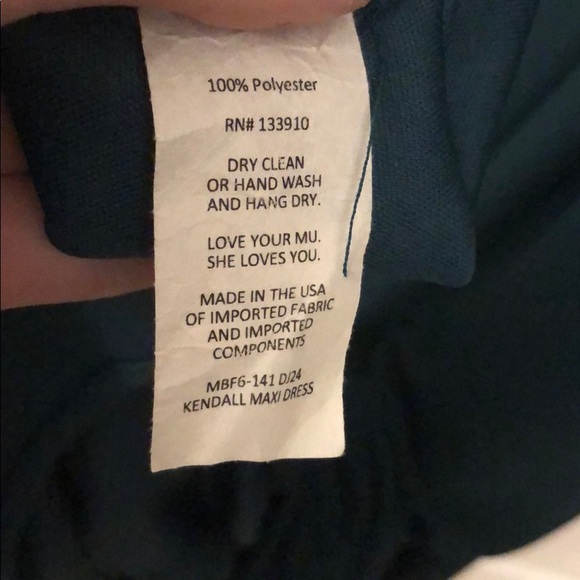 100% Polyester
RN# 133910
DRY CLEAN
OR HAND WASH
AND HANG DRY.
LOVE YOUR MU.
SHE LOVES YOU.
MADE IN THE USA
OF IMPORTED FABRIC
AND IMPORTED
COMPONENTS
MBF6-141 D/24
KENDALL MAXI DRESS